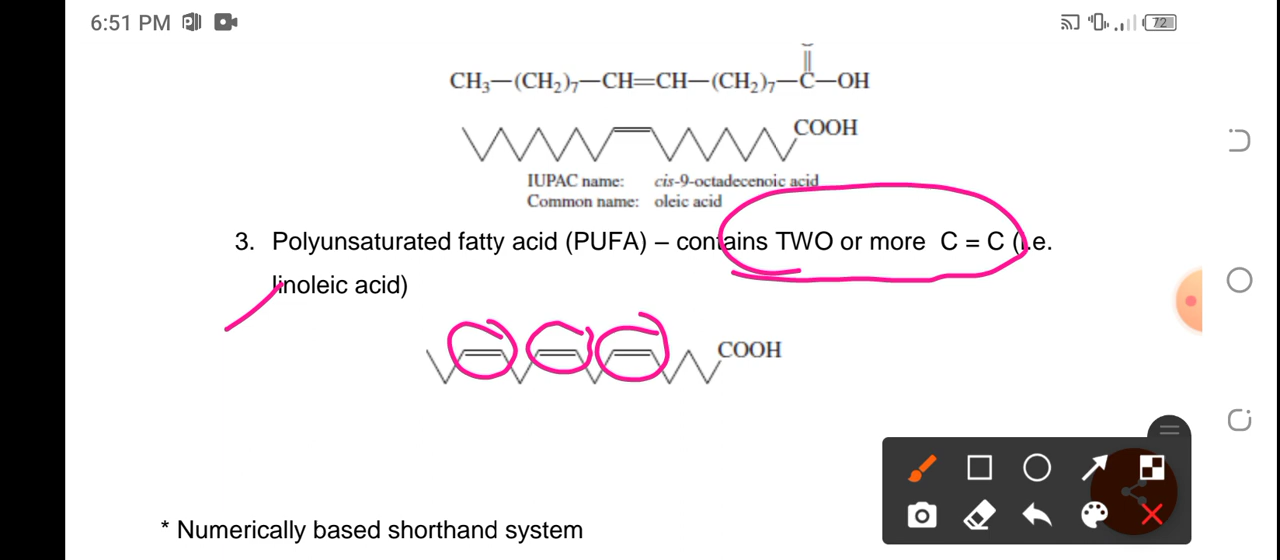 6:51 PM
72
CH₃—(CH₂)₇—CH=CH—(CH₂)₇—C—OH
COOH
IUPAC name: cis-9-octadecenoic acid
Common name: oleic acid
3. Polyunsaturated fatty acid (PUFA) – contains TWO or more C = C (i.e.
linoleic acid)
COOH
* Numerically based shorthand system